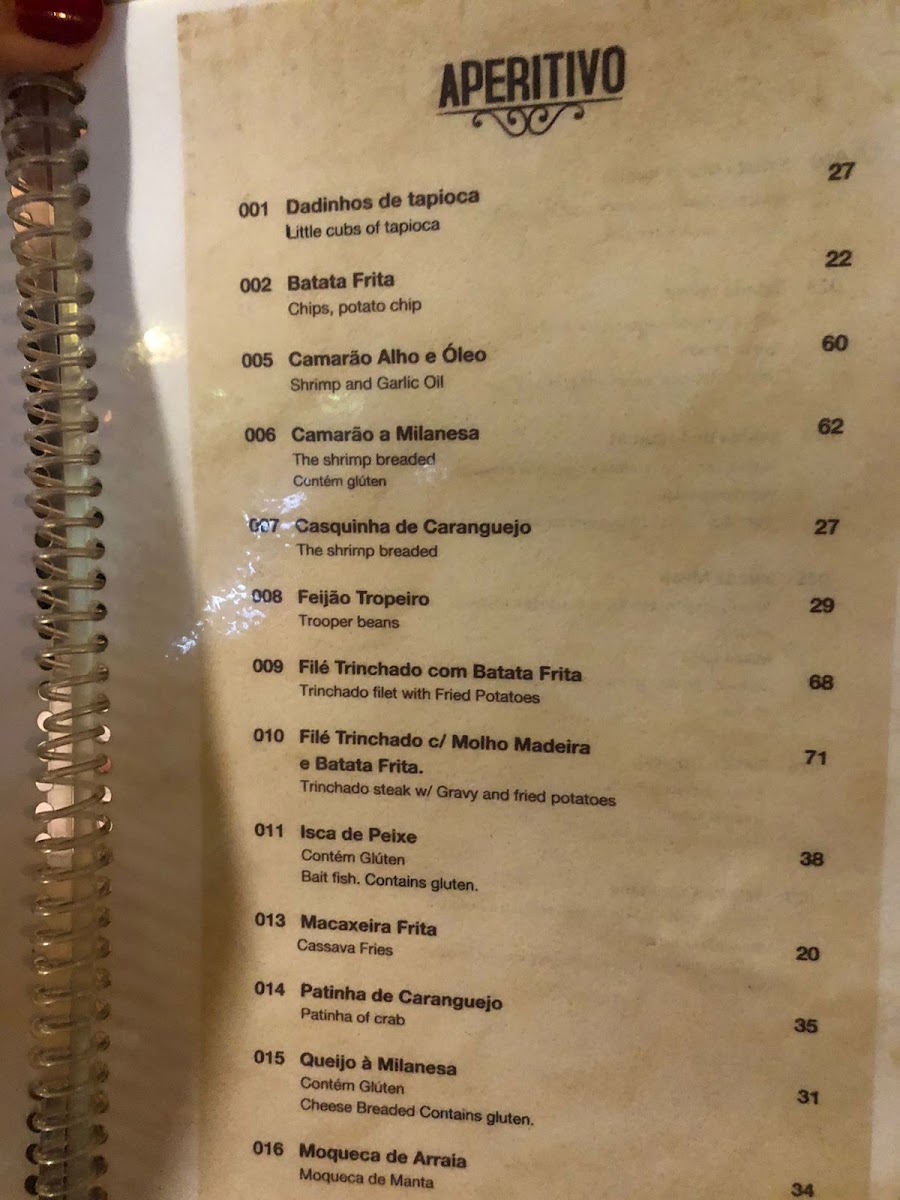 APERITIVO
001 Dadinhos de tapioca 27
Little cubs of tapioca
002 Batata Frita 22
Chips, potato chip
005 Camarão Alho e Óleo 60
Shrimp and Garlic Oil
006 Camarão a Milanesa 62
The shrimp breaded
Contém glúten
007 Casquinha de Caranguejo 27
The shrimp breaded
008 Feijão Tropeiro 29
Trooper beans
009 Filé Trinchado com Batata Frita 68
Trinchado filet with Fried Potatoes
010 Filé Trinchado c/ Molho Madeira 71
e Batata Frita.
Trinchado steak w/ Gravy and fried potatoes
011 Isca de Peixe 38
Contém Glúten
Bait fish. Contains gluten.
013 Macaxeira Frita 20
Cassava Fries
014 Patinha de Caranguejo 35
Patinha of crab
015 Queijo à Milanesa 31
Contém Glúten
Cheese Breaded Contains gluten.
016 Moqueca de Arraia 34
Moqueca de Manta